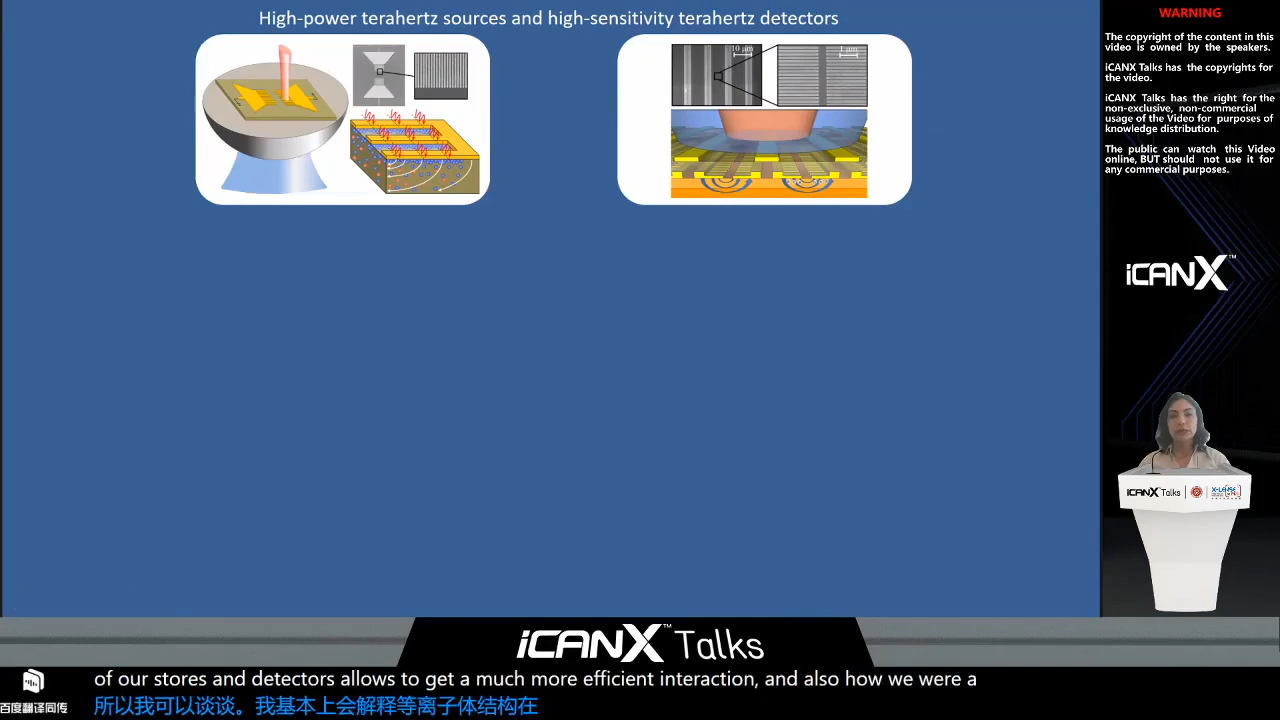 High-power terahertz sources and high-sensitivity terahertz detectors
10 μm
1 μm
WARNING
The copyright of the content in this
video is owned by the speakers.
iCANX Talks has the copyrights for
the video.
iCANX Talks has the right for the
non-exclusive, non-commercial
usage of the Video for purposes of
knowledge distribution.
The public can watch this Video
online, BUT should not use it for
any commercial purposes.
iCANX™
iCANX Talks
iCANX™ Talks
of our stores and detectors allows to get a much more efficient interaction, and also how we were a
所以我可以谈谈。我基本上会解释等离子体结构在
百度翻译同传